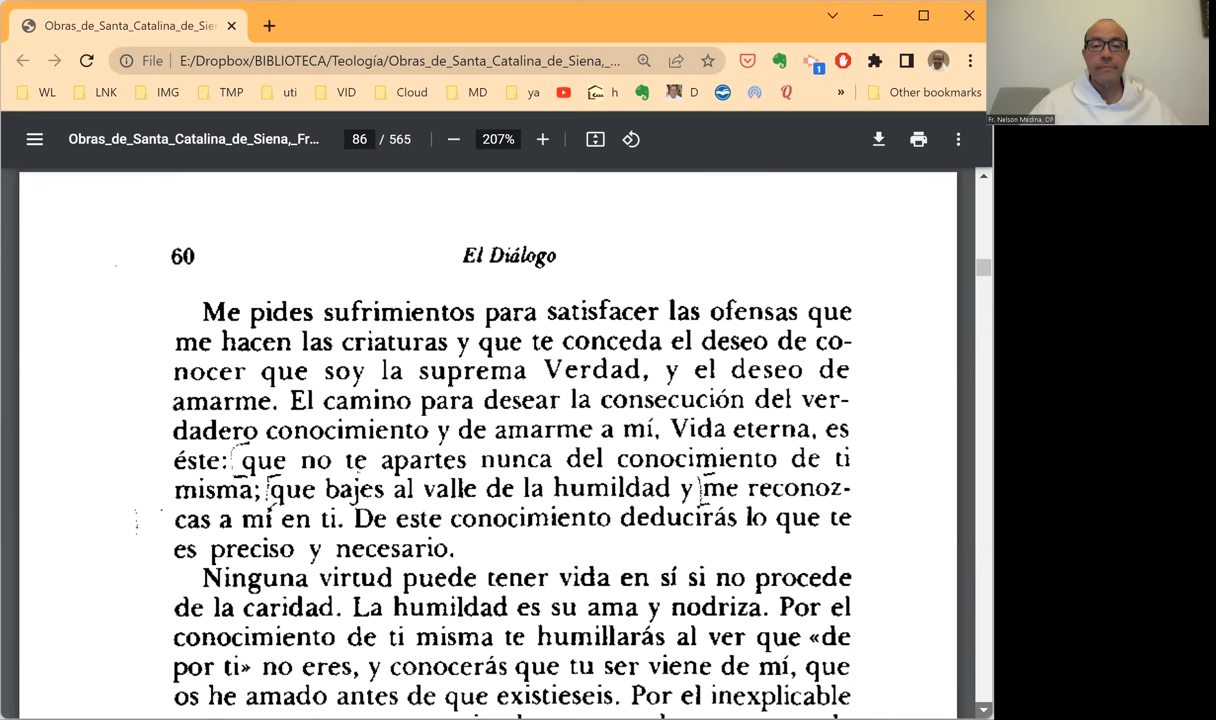 Obras_de_Santa_Catalina_de_Sie
File E:/Dropbox/BIBLIOTECA/Teología/Obras_de_Santa_Catalina_de_Siena,_...
1
WL LNK IMG TMP uti VID Cloud MD ya h D » Other bookmarks
Obras_de_Santa_Catalina_de_Siena,_Fr... 86 / 565 207%
Fr. Nelson Medina, OP
60 El Diálogo
Me pides sufrimientos para satisfacer las ofensas que
me hacen las criaturas y que te conceda el deseo de co-
nocer que soy la suprema Verdad, y el deseo de
amarme. El camino para desear la consecución del ver-
dadero conocimiento y de amarme a mí, Vida eterna, es
éste: que no te apartes nunca del conocimiento de ti
misma; que bajes al valle de la humildad y me reconoz-
cas a mí en ti. De este conocimiento deducirás lo que te
es preciso y necesario.
Ninguna virtud puede tener vida en sí si no procede
de la caridad. La humildad es su ama y nodriza. Por el
conocimiento de ti misma te humillarás al ver que «de
por ti» no eres, y conocerás que tu ser viene de mí, que
os he amado antes de que existieseis. Por el inexplicable